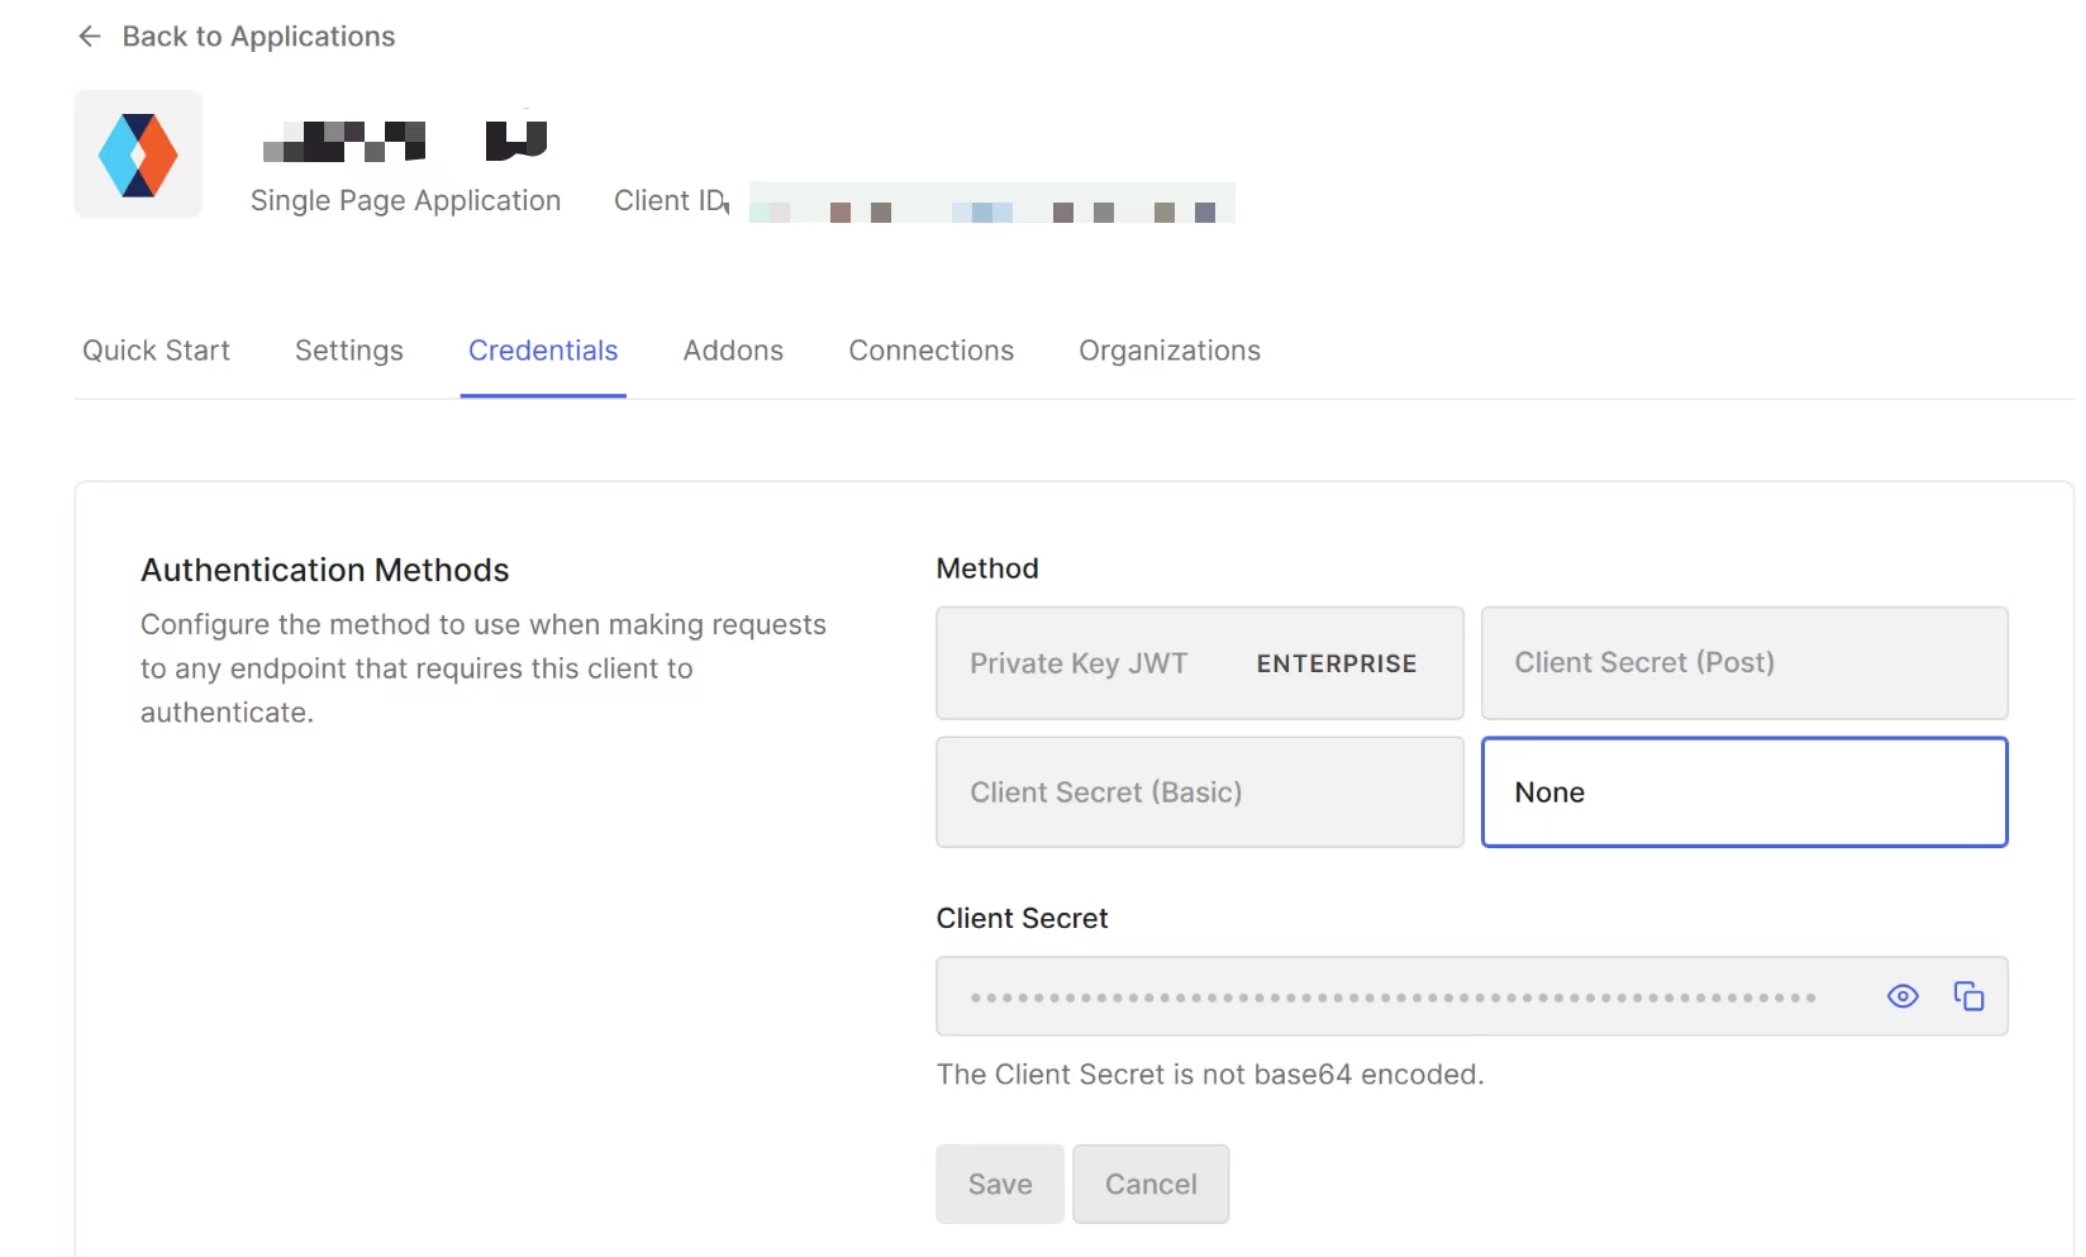 Back to Applications
Single Page Application Client ID
Quick Start Settings Credentials Addons Connections Organizations
Authentication Methods
Configure the method to use when making requests
to any endpoint that requires this client to
authenticate.
Method
Private Key JWT ENTERPRISE
Client Secret (Post)
Client Secret (Basic)
None
Client Secret
The Client Secret is not base64 encoded.
Save Cancel